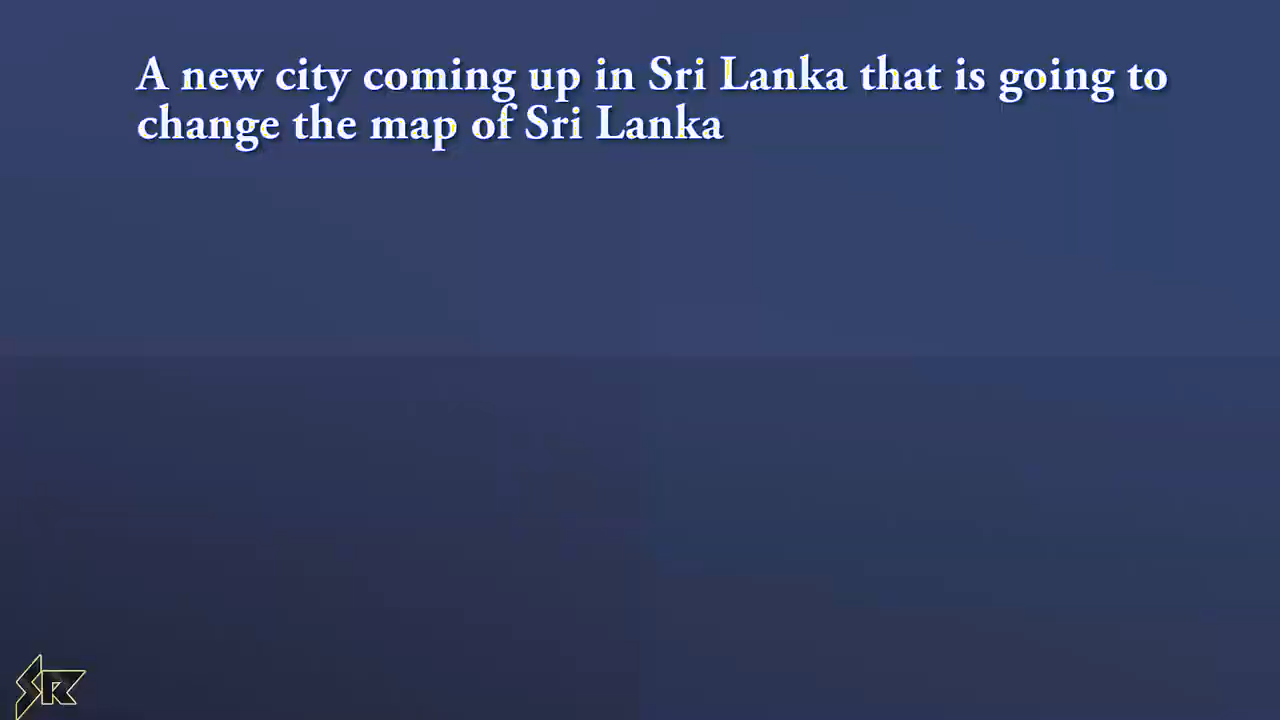 A new city coming up in Sri Lanka that is going to
change the map of Sri Lanka